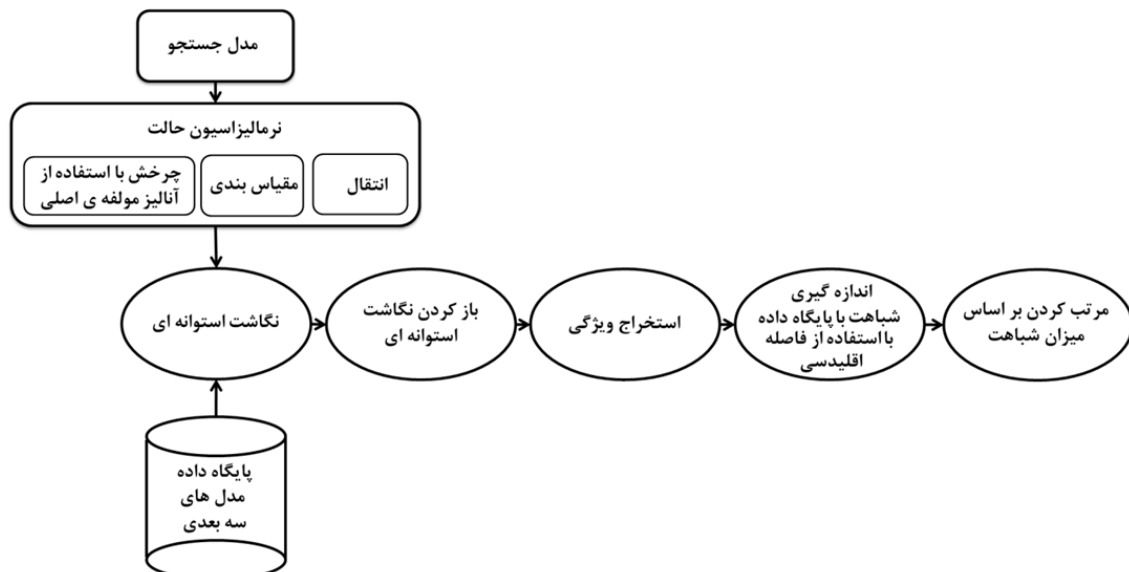 مدل جستجو
نرمالیزاسیون حالت
انتقال
مقیاس بندی
چرخش با استفاده از
آنالیز مولفه ی اصلی
نگاشت استوانه ای
باز کردن نگاشت
استوانه ای
استخراج ویژگی
اندازه گیری
شباهت با پایگاه داده
با استفاده از فاصله
اقلیدسی
مرتب کردن بر اساس
میزان شباهت
پایگاه داده
مدل های
سه بعدی